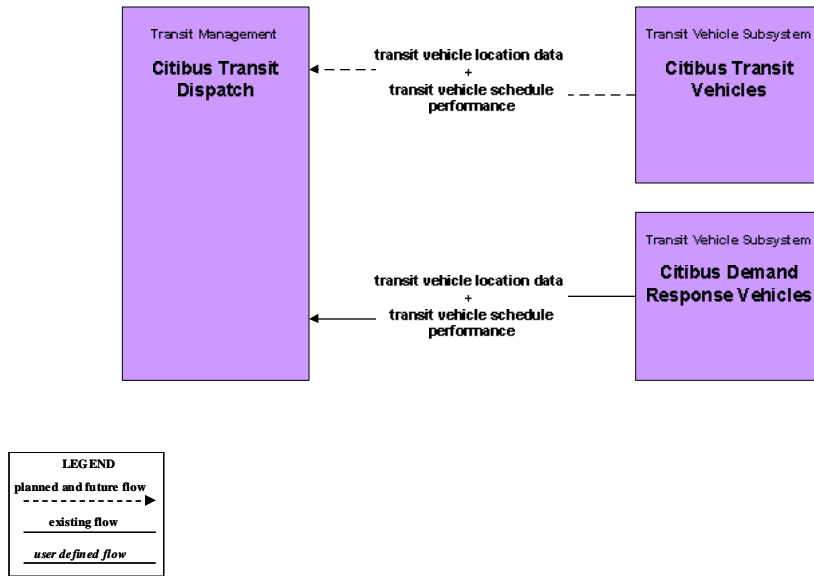 Transit Management
Citibus Transit
Dispatch
transit vehicle location data
+
transit vehicle schedule
performance
Transit Vehicle Subsystem
Citibus Transit
Vehicles
transit vehicle location data
+
transit vehicle schedule
performance
Transit Vehicle Subsystem
Citibus Demand
Response Vehicles
LEGEND
planned and future flow
existing flow
user defined flow